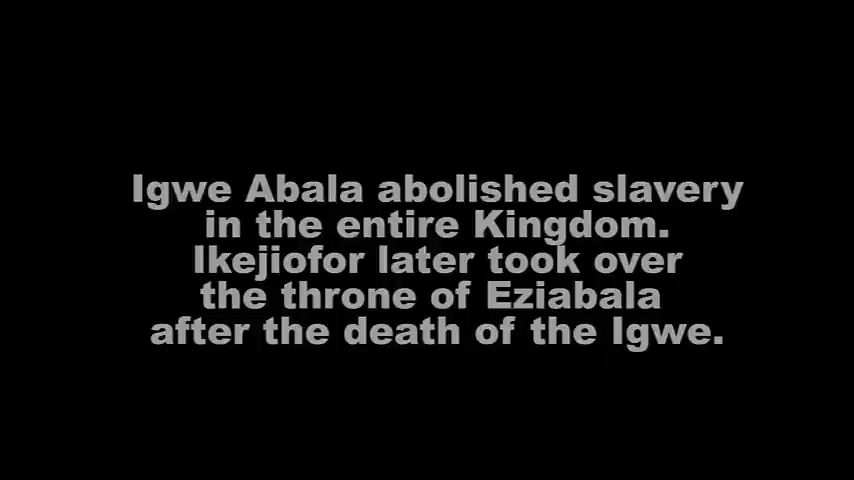 Igwe Abala abolished slavery
in the entire Kingdom.
Ikejiofor later took over
the throne of Eziabala
after the death of the Igwe.